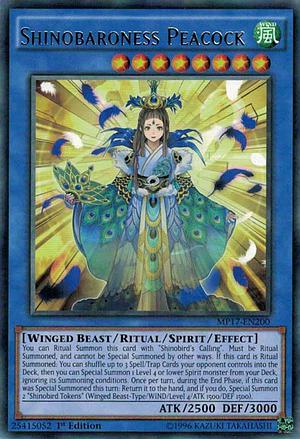 SHINOBARONESS PEACOCK
WIND
風
MP17-EN200
[WINGED BEAST/RITUAL/SPIRIT/EFFECT]
You can Ritual Summon this card with "Shinobird's Calling". Must be Ritual
Summoned, and cannot be Special Summoned by other ways. If this card is Ritual
Summoned: You can shuffle up to 3 Spell/Trap Cards your opponent controls into the
Deck, then you can Special Summon 1 Level 4 or lower Spirit monster from your Deck,
ignoring its Summoning conditions. Once per turn, during the End Phase, if this card was
Special Summoned this turn: Return it to the hand, and if you do, Special Summon
2 "Shinobird Tokens" (Winged Beast-Type/WIND/Level 4/ATK 1500/DEF 1500).
ATK/2500 DEF/3000
25415052 1st Edition ©1996 KAZUKI TAKAHASHI